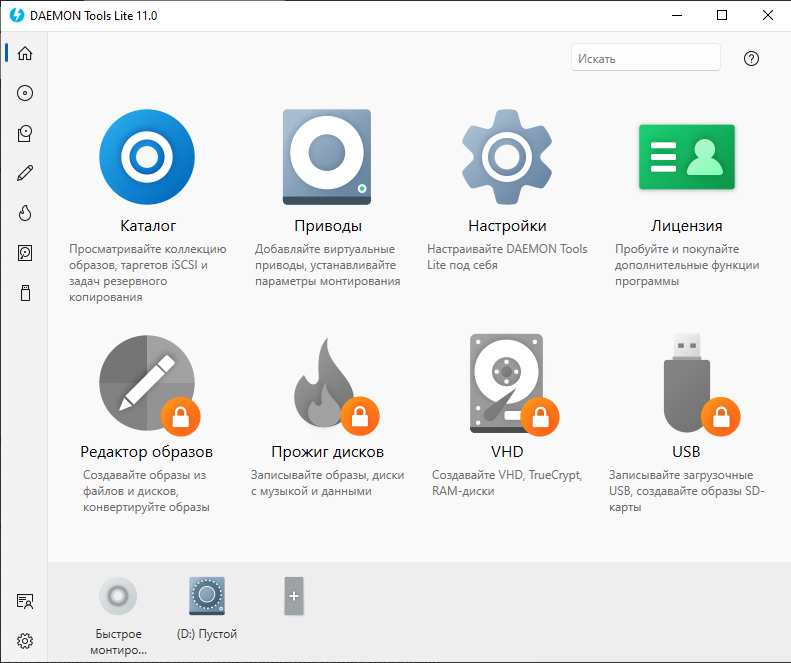 DAEMON Tools Lite 11.0
Искать
Каталог
Просматривайте коллекцию
образов, таргетов iSCSI и
задач резервного
копирования
Приводы
Добавляйте виртуальные
приводы, устанавливайте
параметры монтирования
Настройки
Настраивайте DAEMON Tools
Lite под себя
Лицензия
Пробуйте и покупайте
дополнительные функции
программы
Редактор образов
Создавайте образы из
файлов и дисков,
конвертируйте образы
Прожиг дисков
Записывайте образы, диски
с музыкой и данными
VHD
Создавайте VHD, TrueCrypt,
RAM-диски
USB
Записывайте загрузочные
USB, создавайте образы SD-
карты
Быстрое
монтиро...
(D:) Пустой